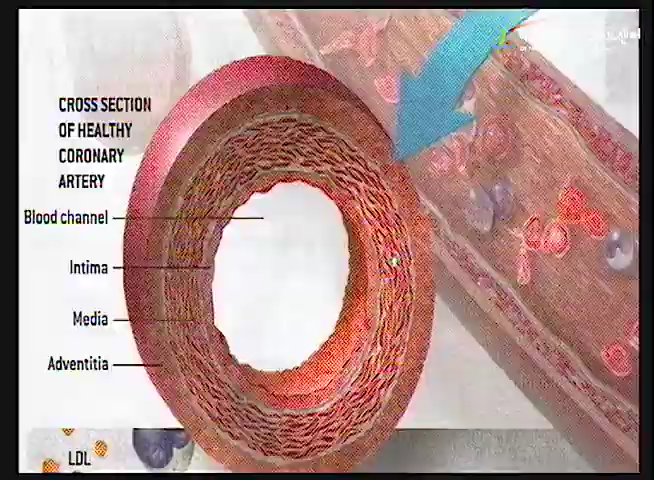 CROSS SECTION
OF HEALTHY
CORONARY
ARTERY
Blood channel
Intima
Media
Adventitia
LDL